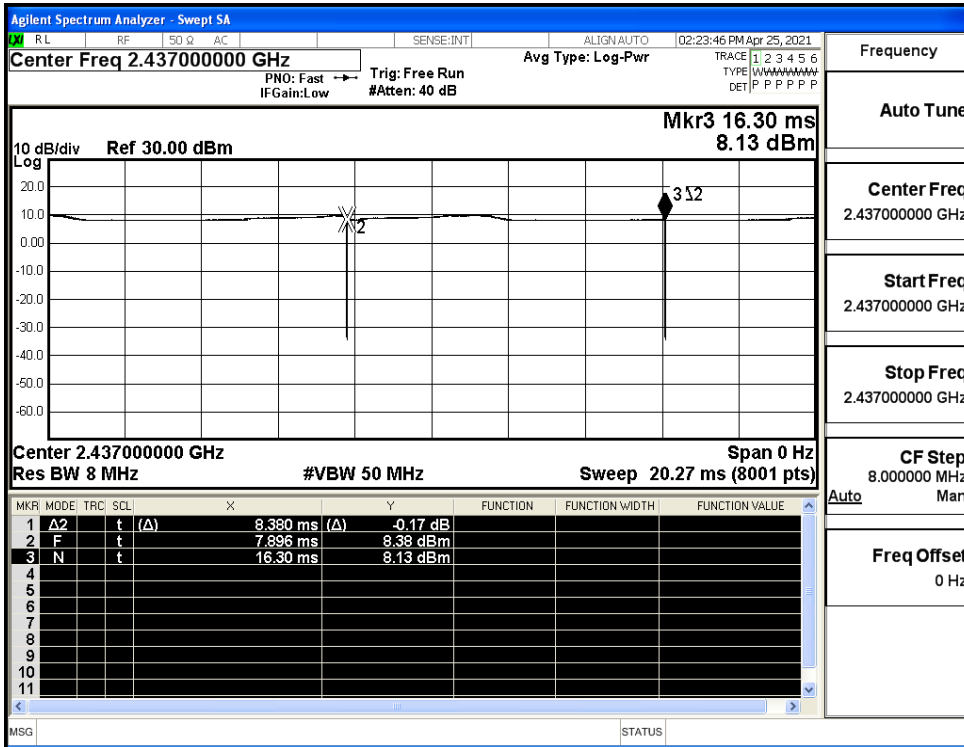 Agilent Spectrum Analyzer - Swept SA
LXI RL RF 50 Ω AC SENSE:INT ALIGN AUTO 02:23:46 PM Apr 25, 2021
Center Freq 2.437000000 GHz
PNO: Fast
IFGain:Low
Trig: Free Run
#Atten: 40 dB
Avg Type: Log-Pwr
TRACE 1 2 3 4 5 6
TYPE WWWWWW
DET P P P P P P
Mkr3 16.30 ms
8.13 dBm
10 dB/div Ref 30.00 dBm
Log
20.0
10.0
0.00
-10.0
-20.0
-30.0
-40.0
-50.0
-60.0
2
3Δ2
Center 2.437000000 GHz Span 0 Hz
Res BW 8 MHz #VBW 50 MHz Sweep 20.27 ms (8001 pts)
MKR MODE TRC SCL X Y FUNCTION FUNCTION WIDTH FUNCTION VALUE
1 Δ2 t (Δ) 8.380 ms (Δ) -0.17 dB
2 F t 7.896 ms 8.38 dBm
3 N t 16.30 ms 8.13 dBm
4
5
6
7
8
9
10
11
MSG STATUS
Frequency
Auto Tune
Center Freq
2.437000000 GHz
Start Freq
2.437000000 GHz
Stop Freq
2.437000000 GHz
CF Step
8.000000 MHz
Auto Man
Freq Offset
0 Hz